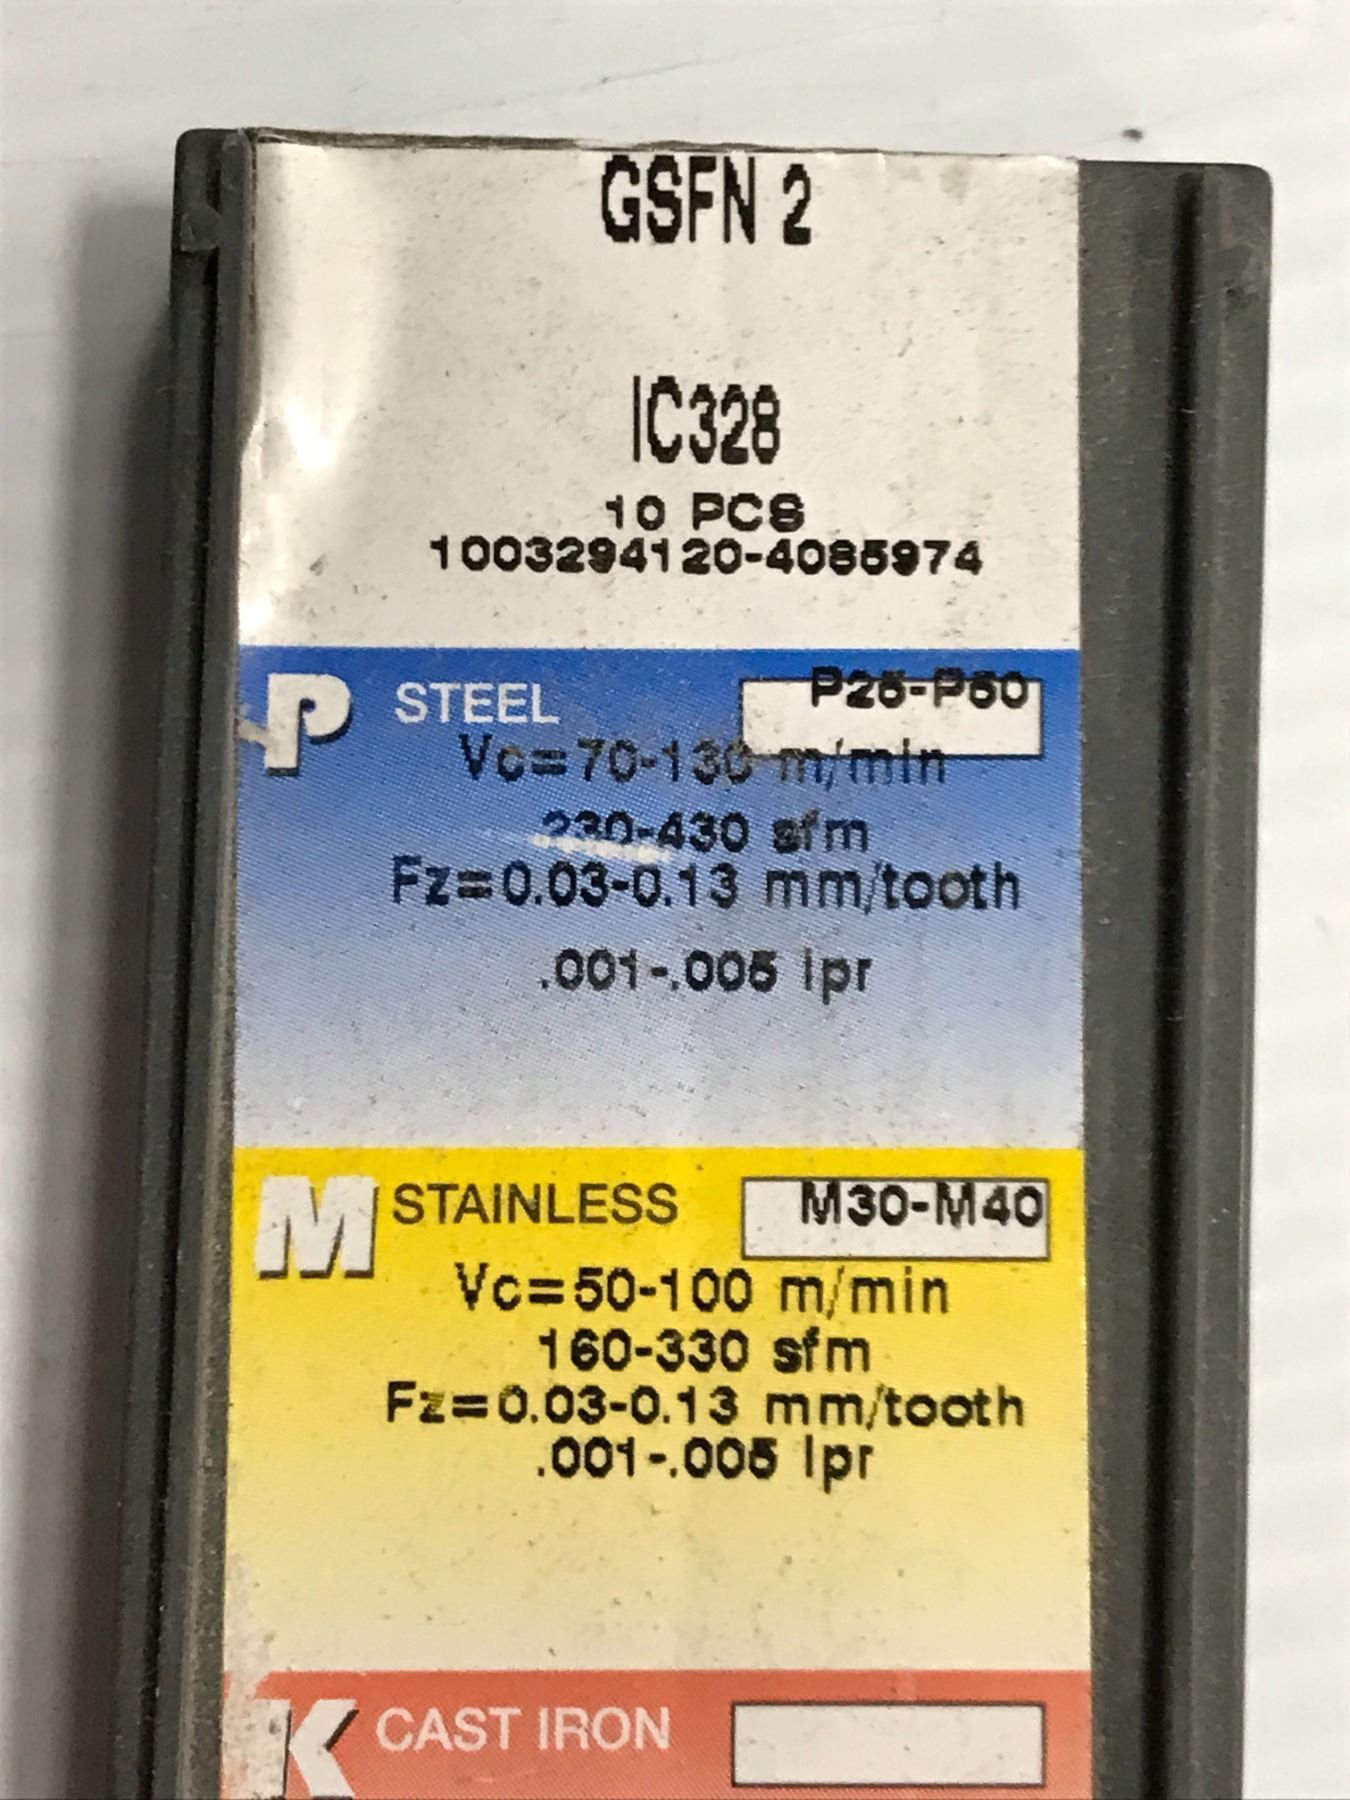 GSFN 2
IC328
10 PCS
1003294120-4085974
P STEEL P25-P50
Vc=70-130 m/min
230-430 sfm
Fz=0.03-0.13 mm/tooth
.001-.005 Ipr
M STAINLESS M30-M40
Vc=50-100 m/min
160-330 sfm
Fz=0.03-0.13 mm/tooth
.001-.005 Ipr
K CAST IRON